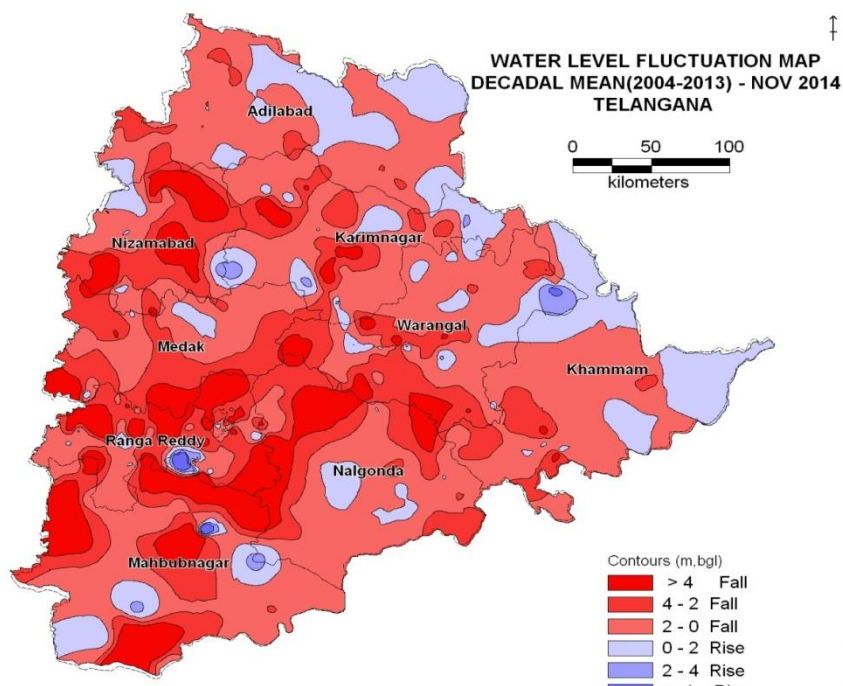 WATER LEVEL FLUCTUATION MAP
DECADAL MEAN(2004-2013) - NOV 2014
TELANGANA
0 50 100
kilometers
Adilabad
Nizamabad
Karimnagar
Medak
Warangal
Khammam
Ranga Reddy
Nalgonda
Mahbubnagar
Contours (m,bgl)
> 4 Fall
4 - 2 Fall
2 - 0 Fall
0 - 2 Rise
2 - 4 Rise